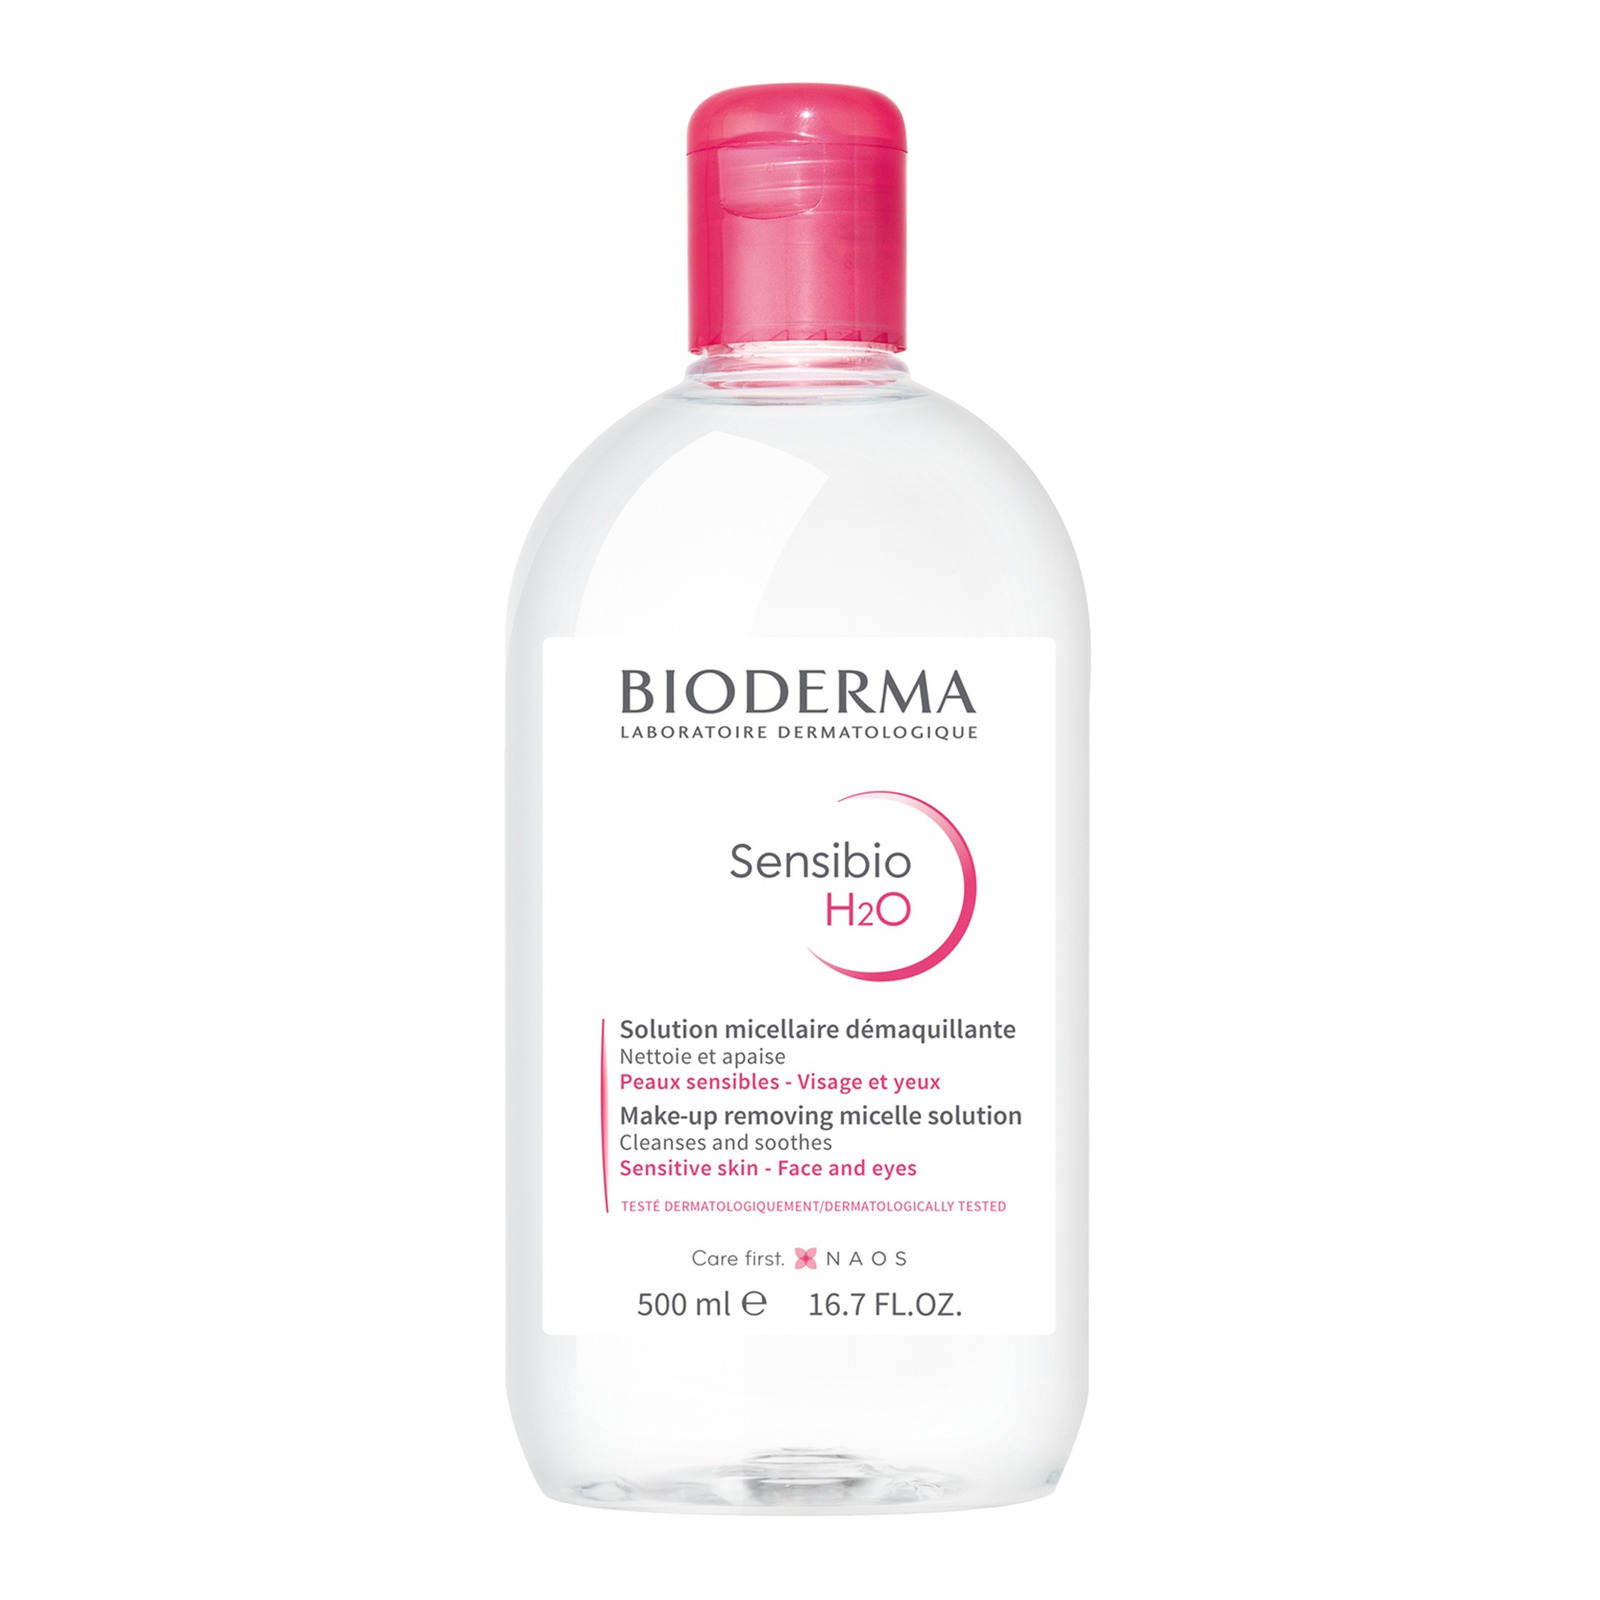 BIODERMA
LABORATOIRE DERMATOLOGIQUE
Sensibio
H2O
Solution micellaire démaquillante
Nettoie et apaise
Peaux sensibles - Visage et yeux
Make-up removing micelle solution
Cleanses and soothes
Sensitive skin - Face and eyes
TESTÉ DERMATOLOGIQUEMENT/DERMATOLOGICALLY TESTED
Care first. NAOS
500 ml ℮ 16.7 FL.OZ.